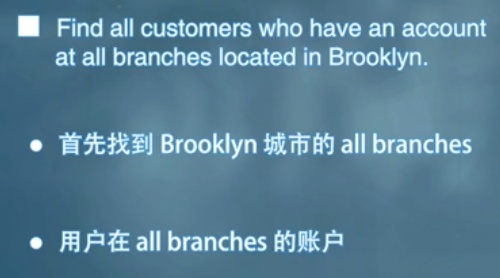 Find all customers who have an account
at all branches located in Brooklyn.
首先找到 Brooklyn 城市的 all branches
用户在 all branches 的账户